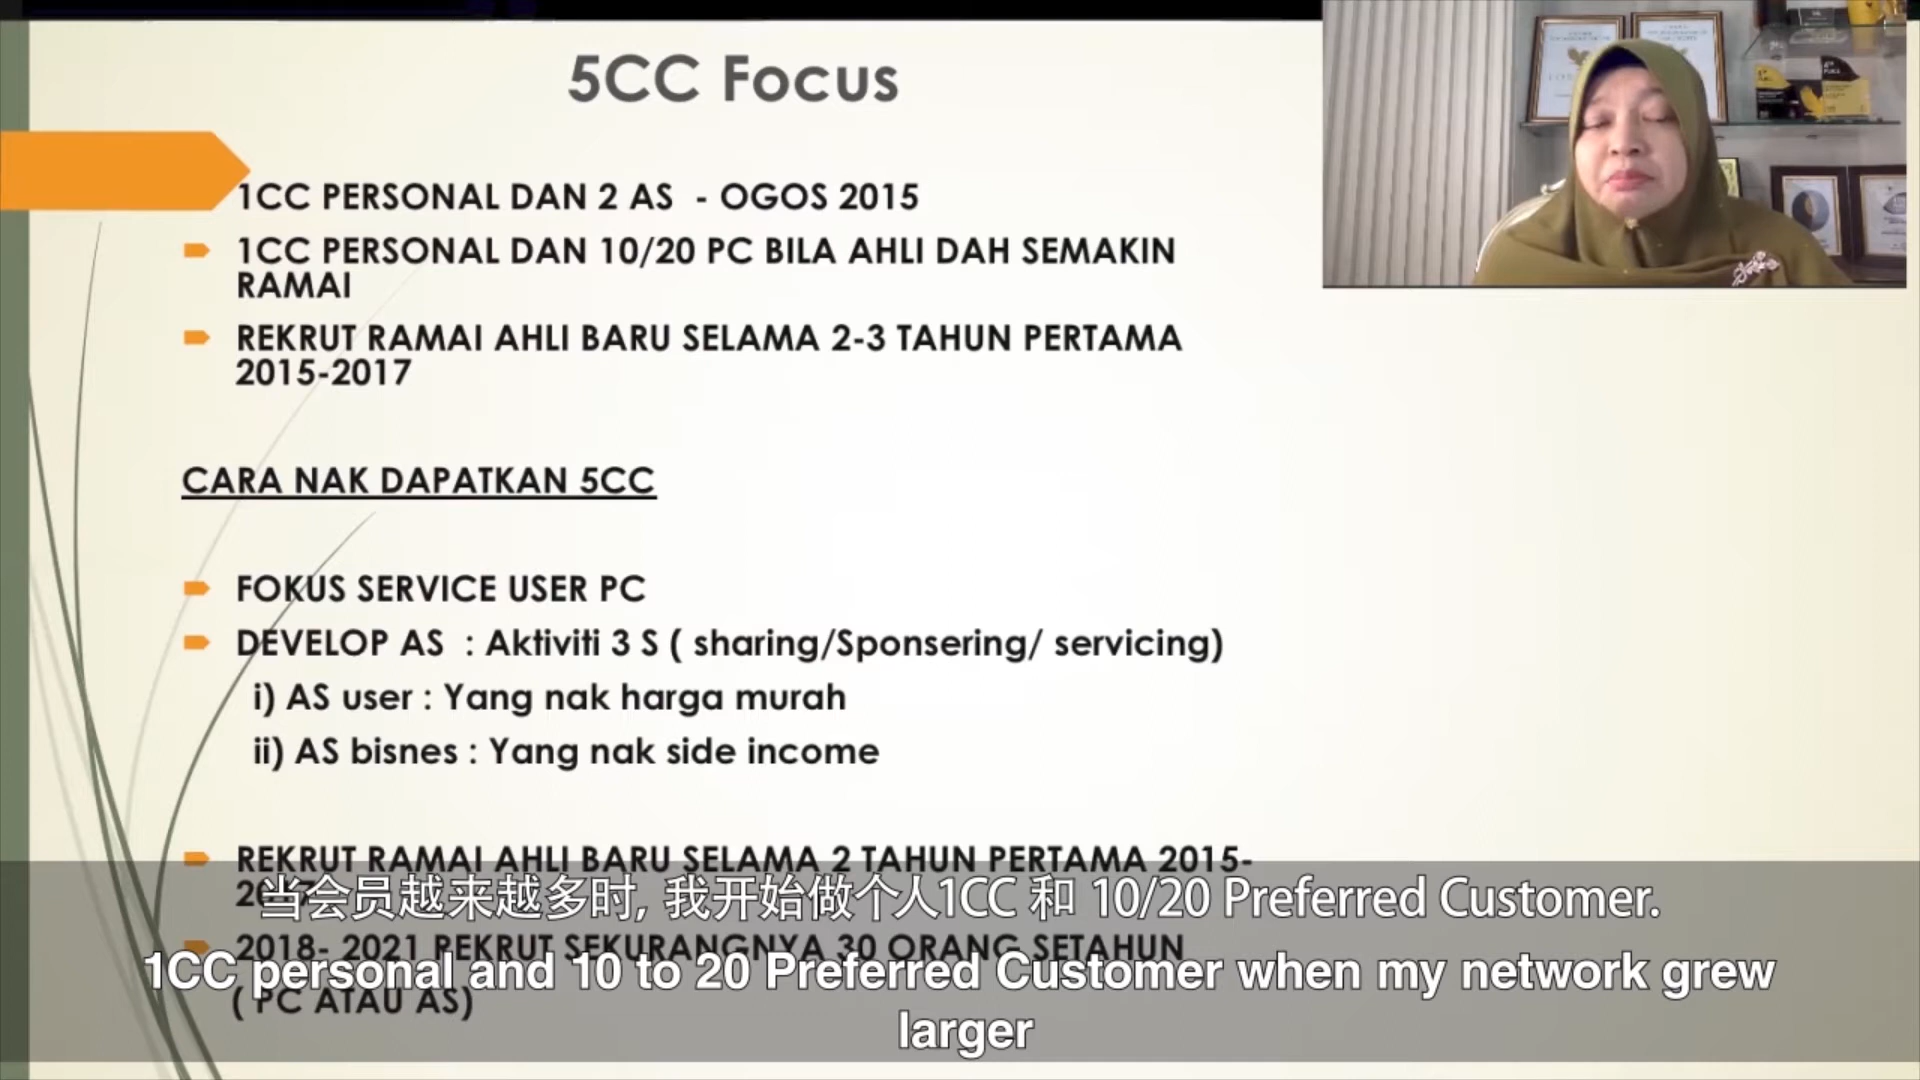 5CC Focus
1CC PERSONAL DAN 2 AS - OGOS 2015
1CC PERSONAL DAN 10/20 PC BILA AHLI DAH SEMAKIN
RAMAI
REKRUT RAMAI AHLI BARU SELAMA 2-3 TAHUN PERTAMA
2015-2017
CARA NAK DAPATKAN 5CC
FOKUS SERVICE USER PC
DEVELOP AS : Aktiviti 3 S ( sharing/Sponsering/ servicing)
i) AS user : Yang nak harga murah
ii) AS bisnes : Yang nak side income
REKRUT RAMAI AHLI BARU SELAMA 2 TAHUN PERTAMA 2015-
2018- 2021 REKRUT SEKURANGNYA 30 ORANG SETAHUN
( PC ATAU AS)
当会员越来越多时, 我开始做个人1CC 和 10/20 Preferred Customer.
1CC personal and 10 to 20 Preferred Customer when my network grew
larger